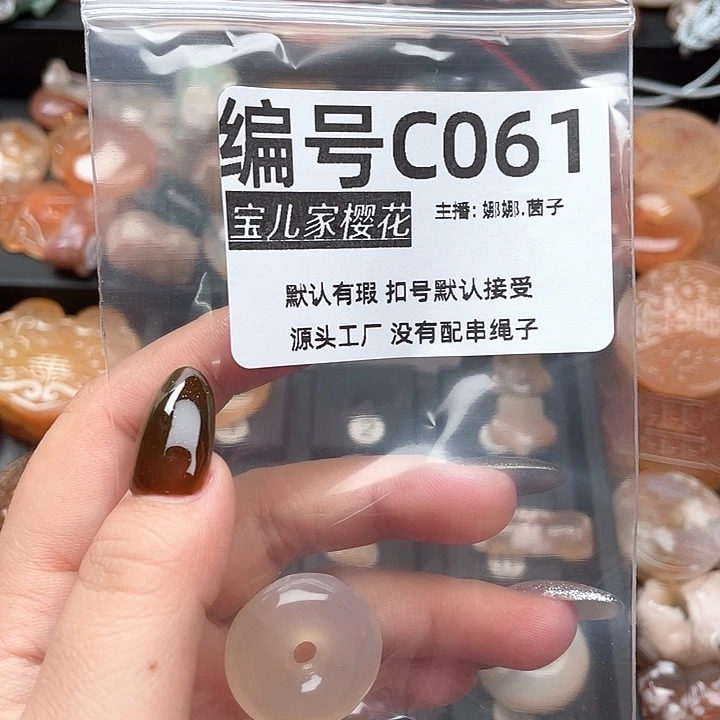 编号C061
宝儿家樱花
主播:娜娜.茵子
默认有瑕 扣号默认接受
源头工厂 没有配串绳子